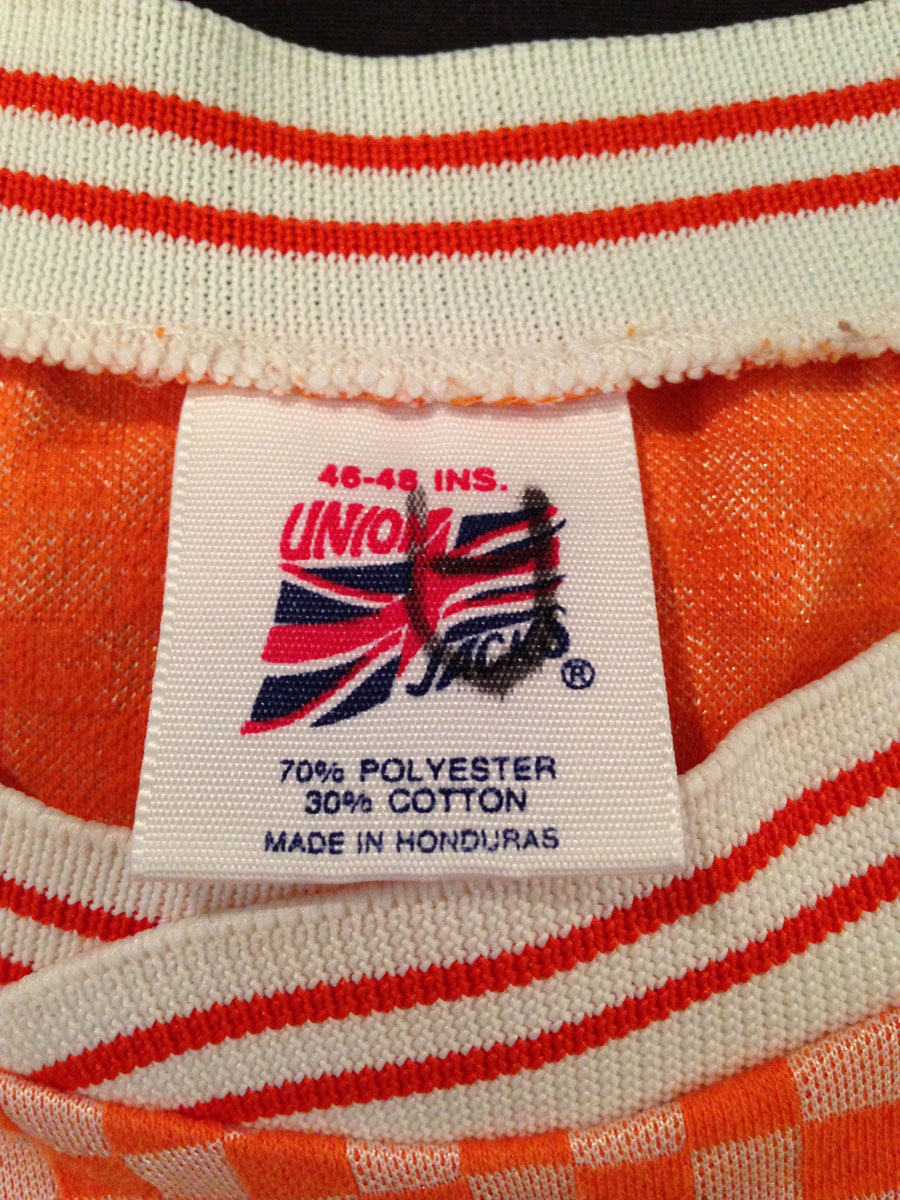 46-48 INS.
UNION
JACKS®
70% POLYESTER
30% COTTON
MADE IN HONDURAS